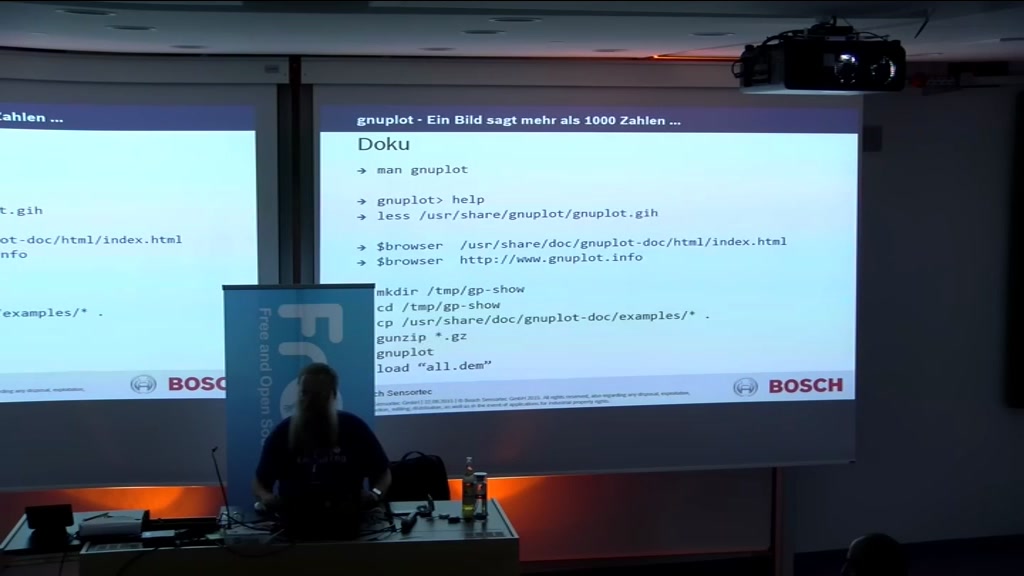 Zahlen ...
t.gih
ot-doc/html/index.html
nfo
/examples/* .
BOSC
gnuplot - Ein Bild sagt mehr als 1000 Zahlen ...
Doku
→ man gnuplot
→ gnuplot> help
→ less /usr/share/gnuplot/gnuplot.gih
→ $browser /usr/share/doc/gnuplot-doc/html/index.html
→ $browser http://www.gnuplot.info
mkdir /tmp/gp-show
cd /tmp/gp-show
cp /usr/share/doc/gnuplot-doc/examples/* .
gunzip *.gz
gnuplot
load “all.dem”
ch Sensortec
BOSCH
Fr
Free and Open So